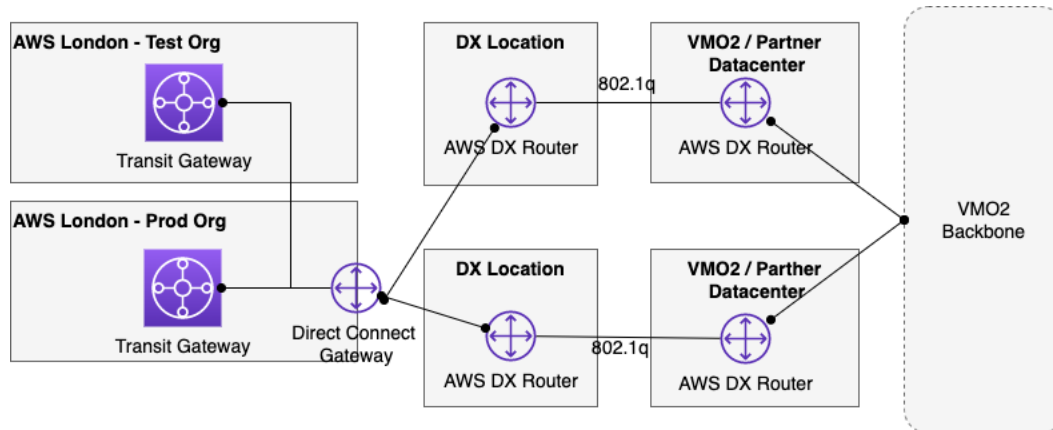 AWS London - Test Org
Transit Gateway
AWS London - Prod Org
Transit Gateway
Direct Connect
Gateway
DX Location
AWS DX Router
802.1q
VMO2 / Partner
Datacenter
AWS DX Router
DX Location
AWS DX Router
802.1q
VMO2 / Parther
Datacenter
AWS DX Router
VMO2
Backbone